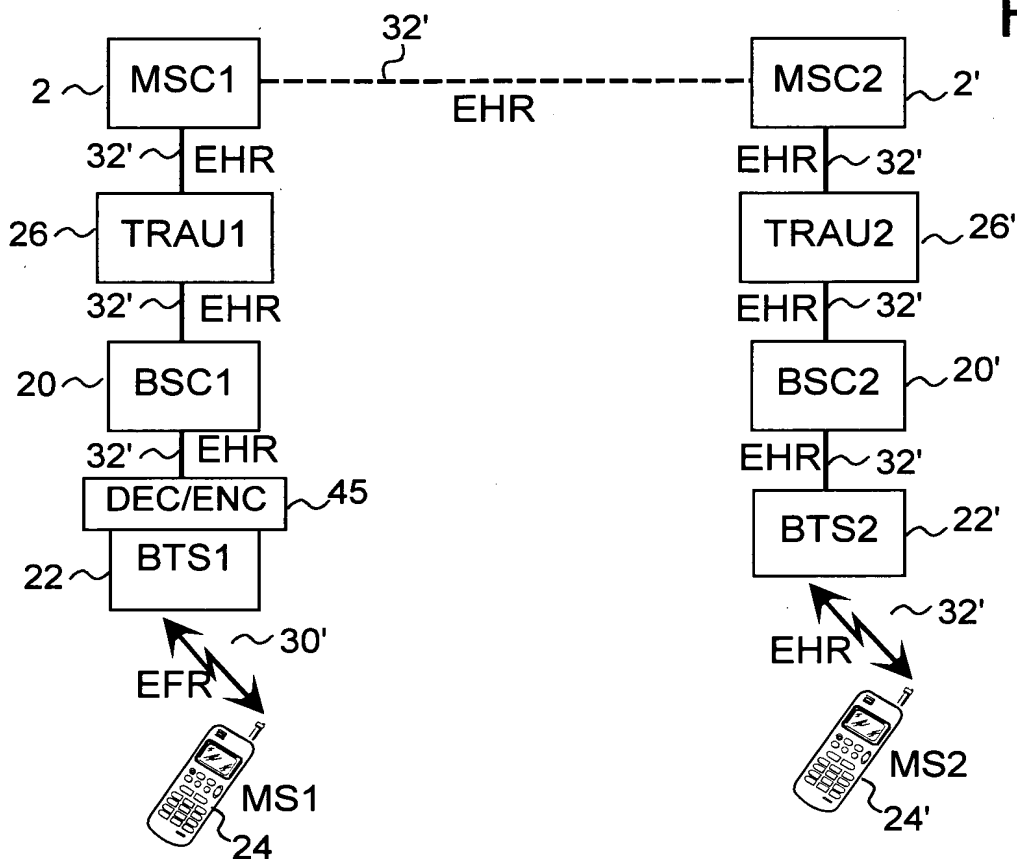 32'
2 MSC1 MSC2 2'
EHR
32' EHR EHR 32'
26 TRAU1 TRAU2 26'
32' EHR EHR 32'
20 BSC1 BSC2 20'
32' EHR EHR 32'
DEC/ENC 45
22 BTS1 BTS2 22'
30' 32'
EFR EHR
MS1 MS2
24 24'